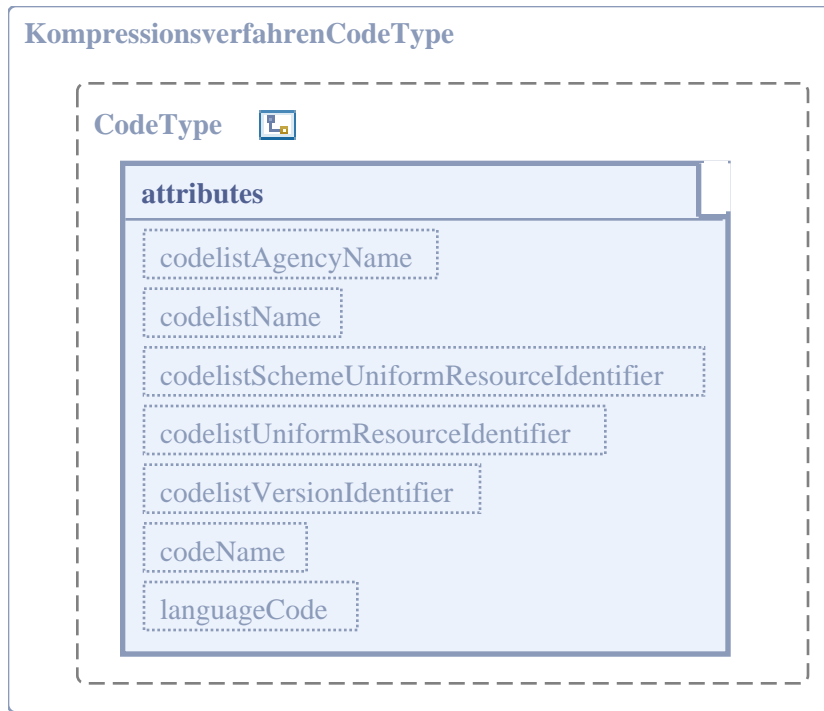 KompressionsverfahrenCodeType
CodeType
attributes
codelistAgencyName
codelistName
codelistSchemeUniformResourceIdentifier
codelistUniformResourceIdentifier
codelistVersionIdentifier
codeName
languageCode